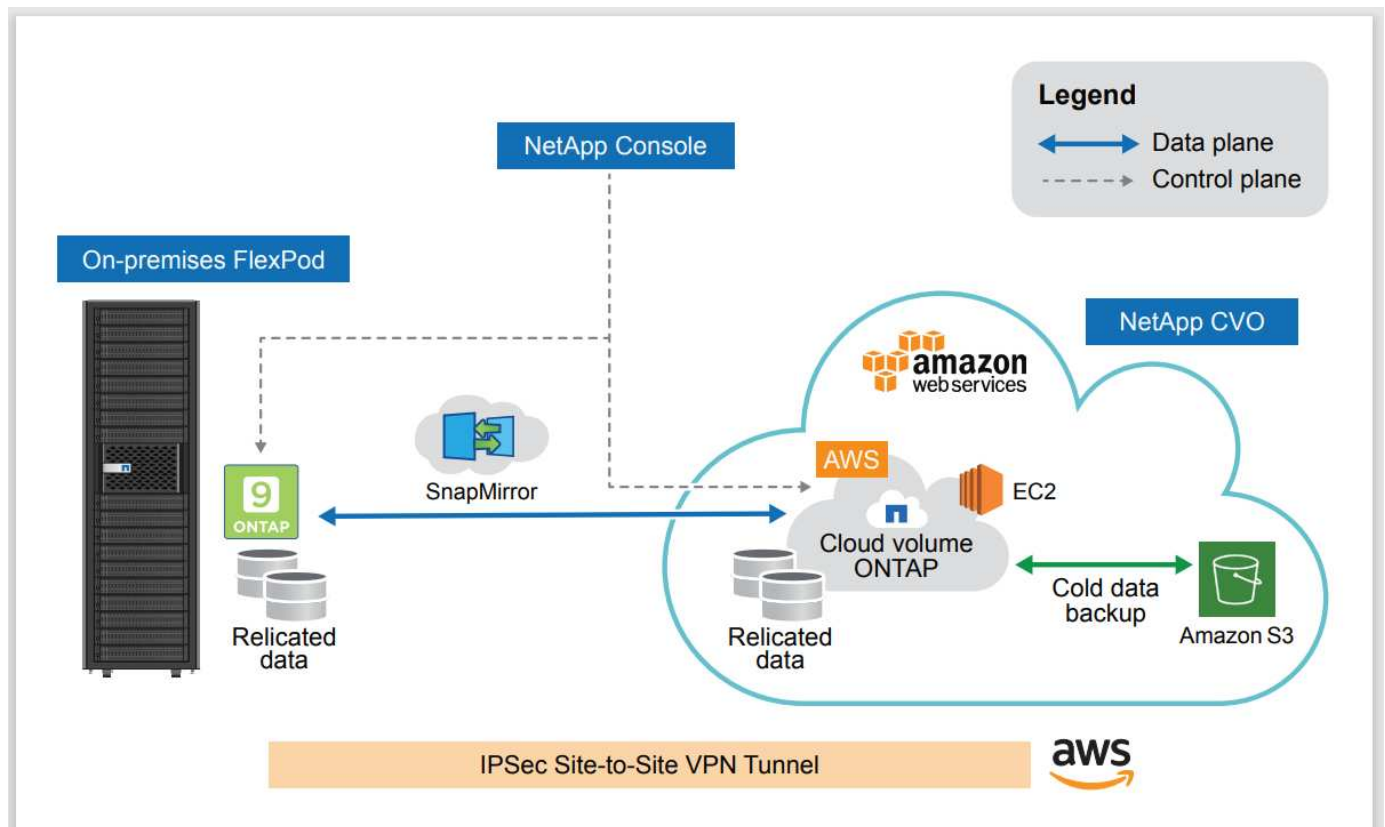 Legend
Data plane
Control plane
NetApp Console
On-premises FlexPod
NetApp CVO
amazon
web services
AWS
EC2
SnapMirror
9
ONTAP
Cloud volume
ONTAP
Cold data
backup
Amazon S3
Relicated
data
Relicated
data
IPSec Site-to-Site VPN Tunnel
aws